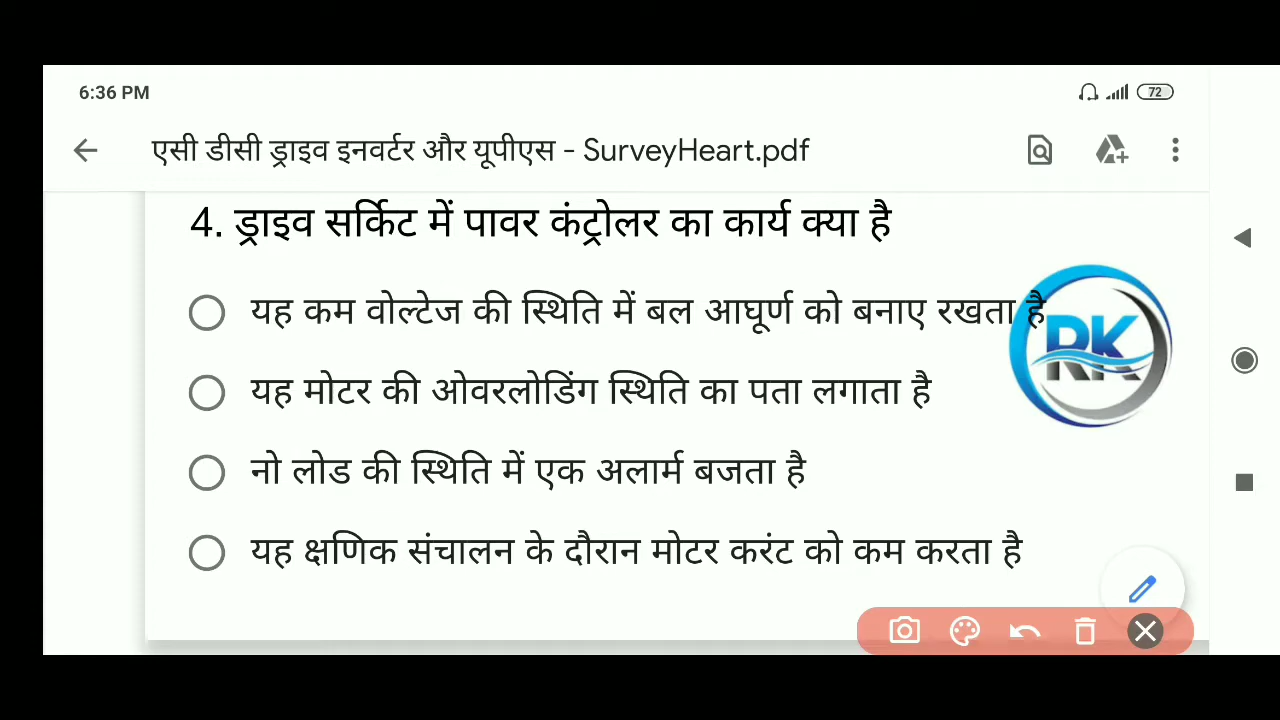 6:36 PM
72
एसी डीसी ड्राइव इनवर्टर और यूपीएस - SurveyHeart.pdf
4. ड्राइव सर्किट में पावर कंट्रोलर का कार्य क्या है
यह कम वोल्टेज की स्थिति में बल आघूर्ण को बनाए रखता है
RK
यह मोटर की ओवरलोडिंग स्थिति का पता लगाता है
नो लोड की स्थिति में एक अलार्म बजता है
यह क्षणिक संचालन के दौरान मोटर करंट को कम करता है